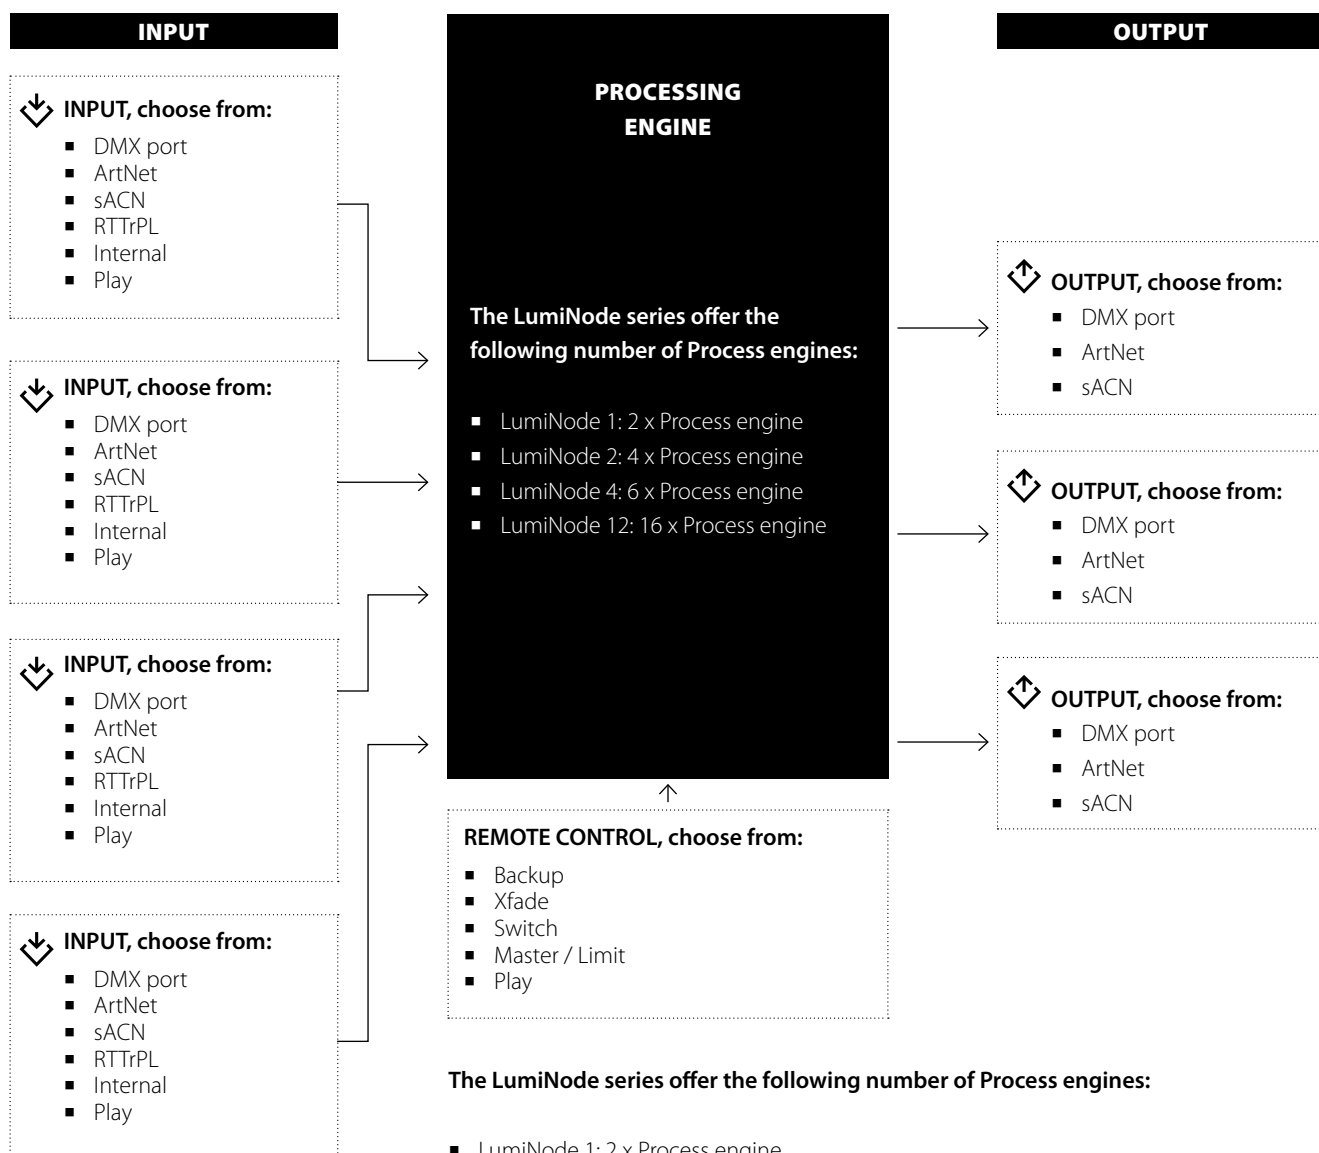 INPUT
INPUT, choose from:
▪ DMX port
▪ ArtNet
▪ sACN
▪ RTTrPL
▪ Internal
▪ Play
INPUT, choose from:
▪ DMX port
▪ ArtNet
▪ sACN
▪ RTTrPL
▪ Internal
▪ Play
INPUT, choose from:
▪ DMX port
▪ ArtNet
▪ sACN
▪ RTTrPL
▪ Internal
▪ Play
INPUT, choose from:
▪ DMX port
▪ ArtNet
▪ sACN
▪ RTTrPL
▪ Internal
▪ Play
PROCESSING
ENGINE
The LumiNode series offer the
following number of Process engines:
▪ LumiNode 1: 2 x Process engine
▪ LumiNode 2: 4 x Process engine
▪ LumiNode 4: 6 x Process engine
▪ LumiNode 12: 16 x Process engine
REMOTE CONTROL, choose from:
▪ Backup
▪ Xfade
▪ Switch
▪ Master / Limit
▪ Play
The LumiNode series offer the following number of Process engines:
▪ LumiNode 1: 2 x Process engine
OUTPUT
OUTPUT, choose from:
▪ DMX port
▪ ArtNet
▪ sACN
OUTPUT, choose from:
▪ DMX port
▪ ArtNet
▪ sACN
OUTPUT, choose from:
▪ DMX port
▪ ArtNet
▪ sACN